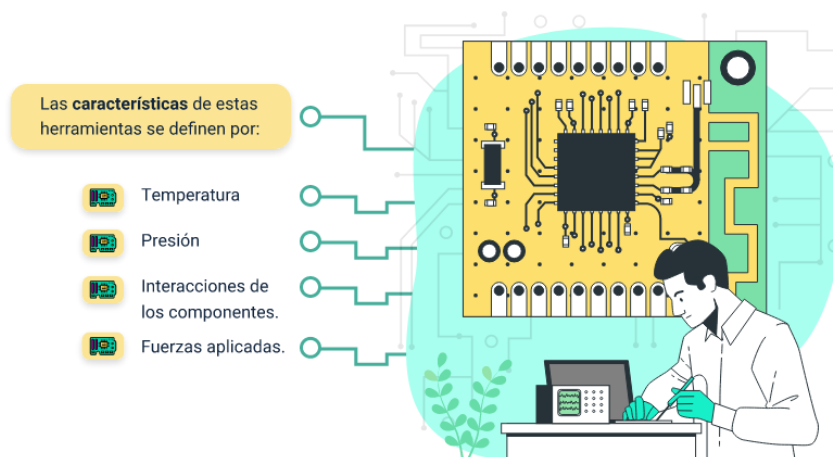 Las características de estas
herramientas se definen por:
Temperatura
Presión
Interacciones de
los componentes.
Fuerzas aplicadas.